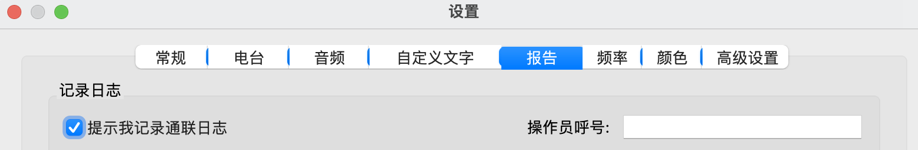 设置
常规 电台 音频 自定义文字 报告 频率 颜色 高级设置
记录日志
提示我记录通联日志 操作员呼号: